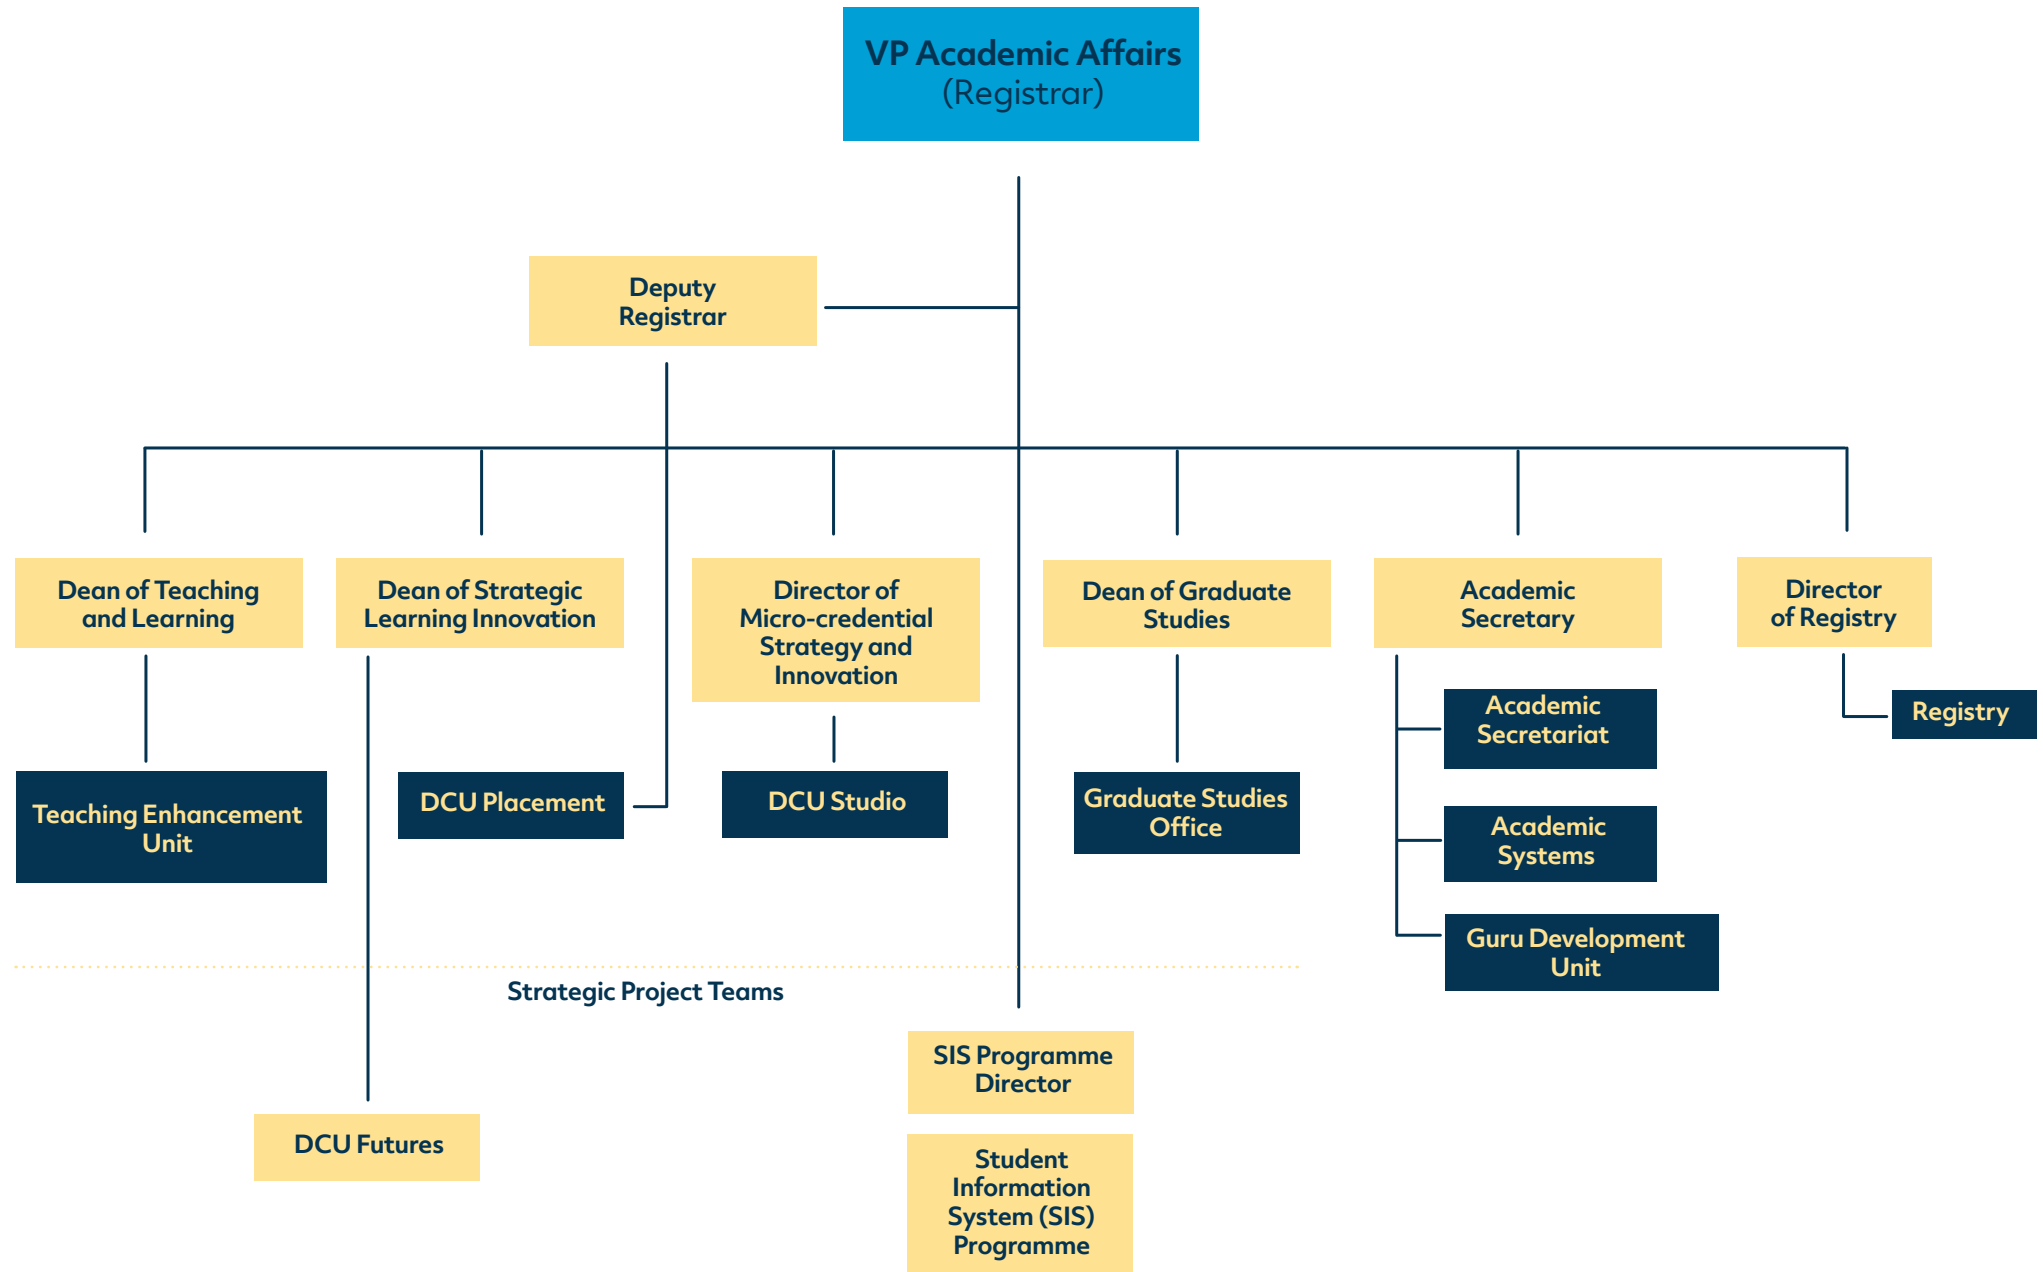 VP Academic Affairs
(Registrar)
Deputy
Registrar
Dean of Teaching
and Learning
Dean of Strategic
Learning Innovation
Director of
Micro-credential
Strategy and
Innovation
Dean of Graduate
Studies
Academic
Secretary
Director
of Registry
Academic
Secretariat
Registry
Teaching Enhancement
Unit
DCU Placement
DCU Studio
Graduate Studies
Office
Academic
Systems
Guru Development
Unit
Strategic Project Teams
SIS Programme
Director
DCU Futures
Student
Information
System (SIS)
Programme